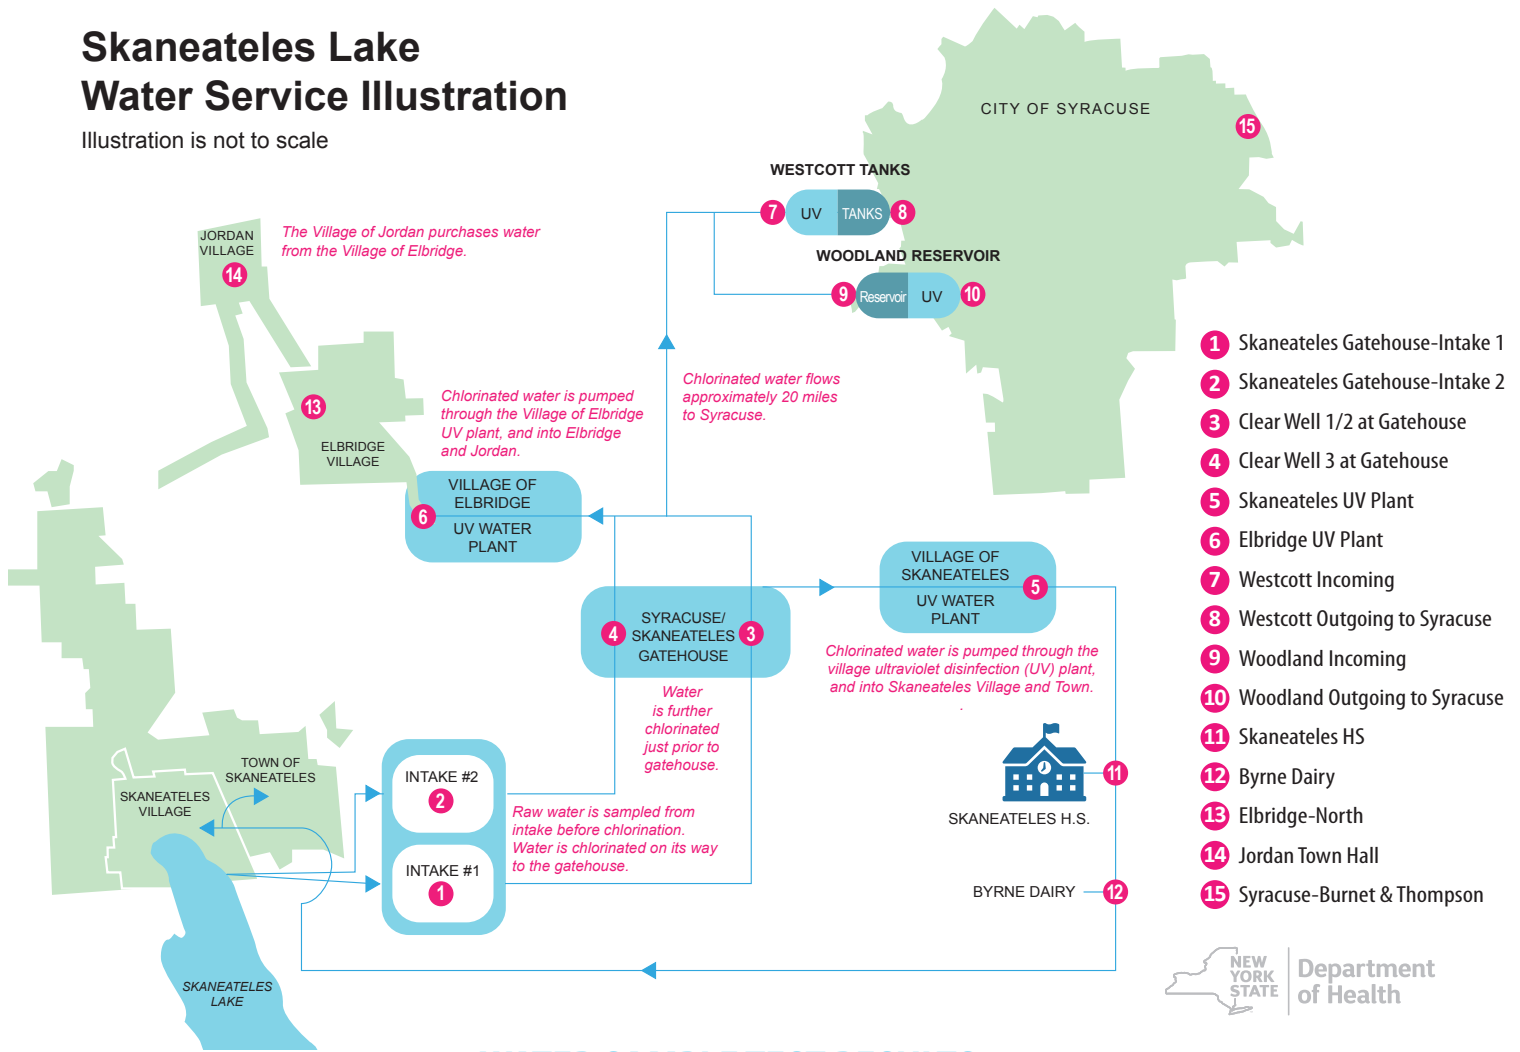 Skaneateles Lake
Water Service Illustration
Illustration is not to scale
CITY OF SYRACUSE
15
WESTCOTT TANKS
7
UV
TANKS
8
WOODLAND RESERVOIR
9
Reservoir
UV
10
JORDAN
VILLAGE
14
The Village of Jordan purchases water
from the Village of Elbridge.
13
ELBRIDGE
VILLAGE
Chlorinated water is pumped
through the Village of Elbridge
UV plant, and into Elbridge
and Jordan.
Chlorinated water flows
approximately 20 miles
to Syracuse.
VILLAGE OF
ELBRIDGE
6
UV WATER
PLANT
VILLAGE OF
SKANEATELES
5
UV WATER
PLANT
Chlorinated water is pumped through the
village ultraviolet disinfection (UV) plant,
and into Skaneateles Village and Town.
.
4
SYRACUSE/
SKANEATELES
GATEHOUSE
3
Water
is further
chlorinated
just prior to
gatehouse.
TOWN OF
SKANEATELES
SKANEATELES
VILLAGE
INTAKE #2
2
INTAKE #1
1
Raw water is sampled from
intake before chlorination.
Water is chlorinated on its way
to the gatehouse.
SKANEATELES H.S.
11
BYRNE DAIRY
12
SKANEATELES
LAKE
1 Skaneateles Gatehouse-Intake 1
2 Skaneateles Gatehouse-Intake 2
3 Clear Well 1/2 at Gatehouse
4 Clear Well 3 at Gatehouse
5 Skaneateles UV Plant
6 Elbridge UV Plant
7 Westcott Incoming
8 Westcott Outgoing to Syracuse
9 Woodland Incoming
10 Woodland Outgoing to Syracuse
11 Skaneateles HS
12 Byrne Dairy
13 Elbridge-North
14 Jordan Town Hall
15 Syracuse-Burnet & Thompson
NEW
YORK
STATE
Department
of Health